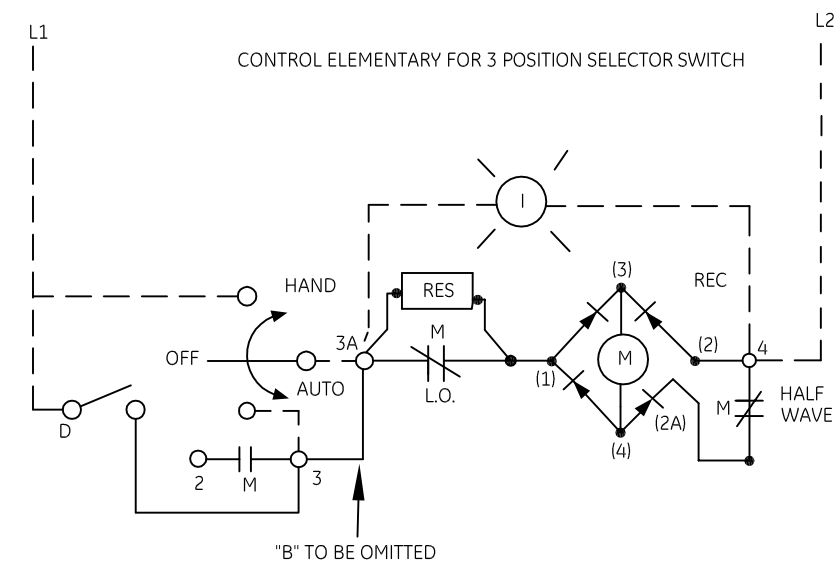 L1
L2
CONTROL ELEMENTARY FOR 3 POSITION SELECTOR SWITCH
I
(3)
HAND
RES
REC
3A
M
OFF
M
(2)
4
(1)
AUTO
L.O.
M
HALF
WAVE
D
(2A)
(4)
2
M
3
"B" TO BE OMITTED